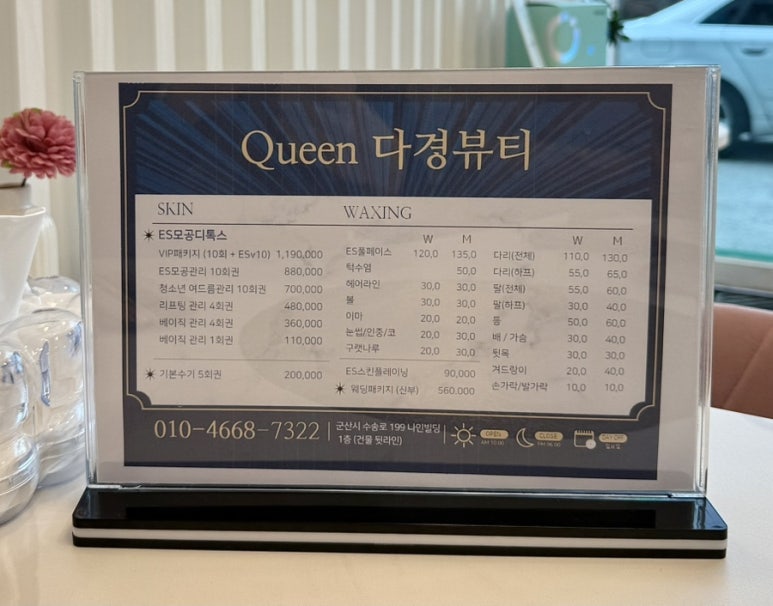 Queen 다경뷰티
SKIN
ES모공디톡스
VIP패키지 (10회 + ESv10) 1,190,000
ES모공관리 10회권 880,000
청소년 여드름관리 10회권 700,000
리프팅 관리 4회권 480,000
베이직 관리 4회권 360,000
베이직 관리 1회권 110,000
기본수기 5회권 200,000
WAXING
W M
ES풀페이스 120,0 135,0
턱수염 50,0
헤어라인 30,0 30,0
볼 30,0 30,0
이마 20,0 20,0
눈썹/인중/코 20,0 30,0
구렛나루 20,0 30,0
ES스킨플레이닝 90,000
웨딩패키지 (신부) 560.000
W M
다리(전체) 110,0 130,0
다리(하프) 55,0 65,0
팔(전체) 55,0 60,0
팔(하프) 30,0 40,0
등 50,0 60,0
배 / 가슴 30,0 40,0
뒷목 30,0 30,0
겨드랑이 20,0 40,0
손가락/발가락 10,0 10,0
010-4668-7322
군산시 수송로 199 나인빌딩
1층 (건물 뒷라인)
OPEN
AM 10:00
CLOSE
PM 06:00
DAY OFF
일요일